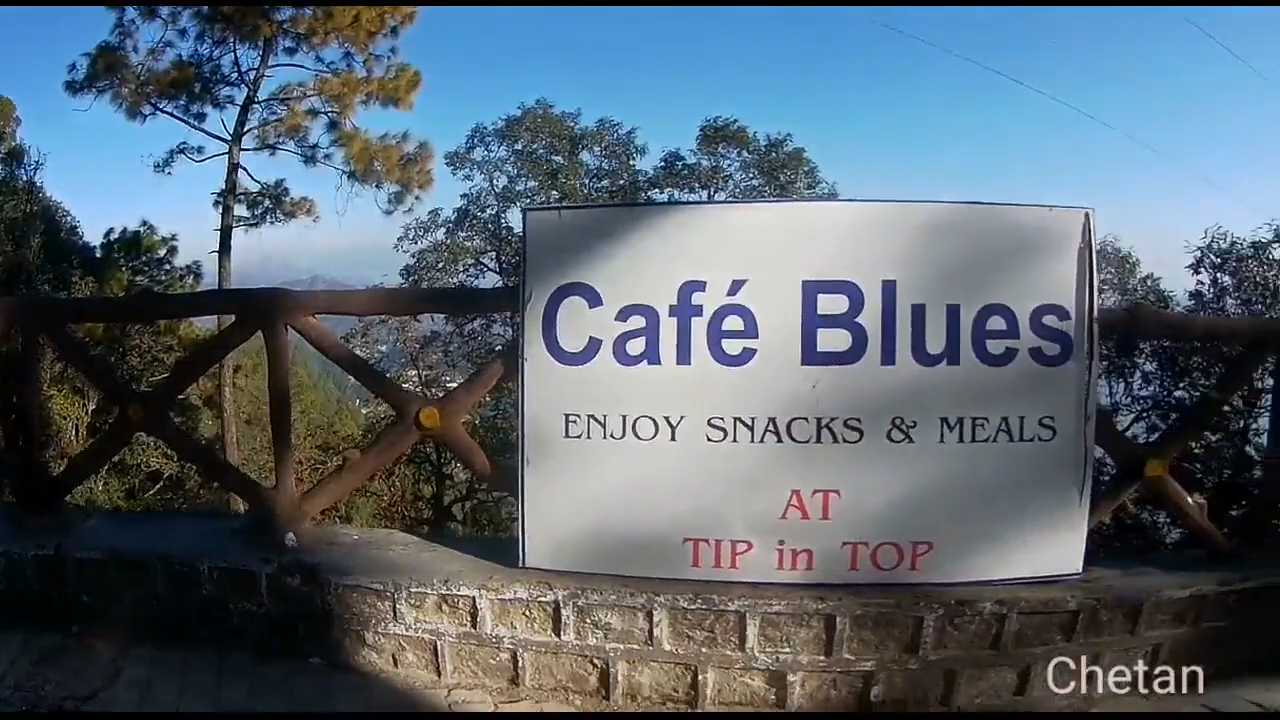 Café Blues
ENJOY SNACKS & MEALS
AT
TIP in TOP
Chetan